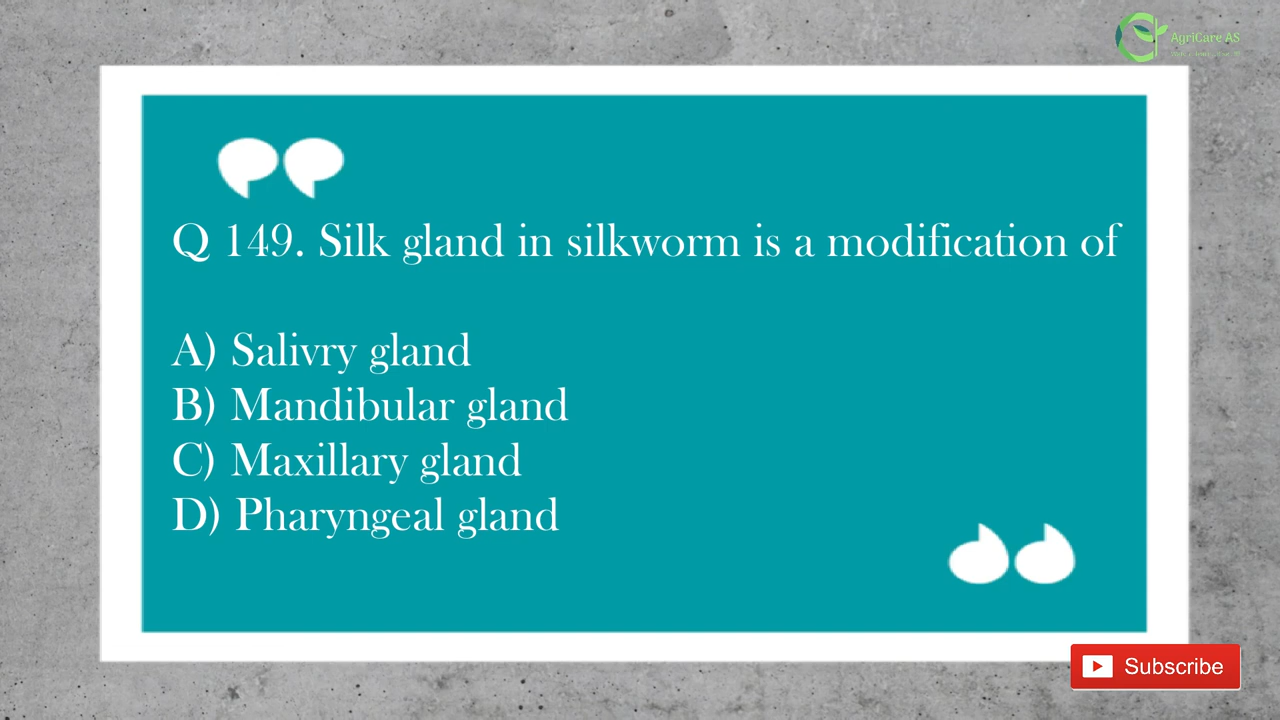 AgriCare AS
Q 149. Silk gland in silkworm is a modification of
A) Salivry gland
B) Mandibular gland
C) Maxillary gland
D) Pharyngeal gland
Subscribe